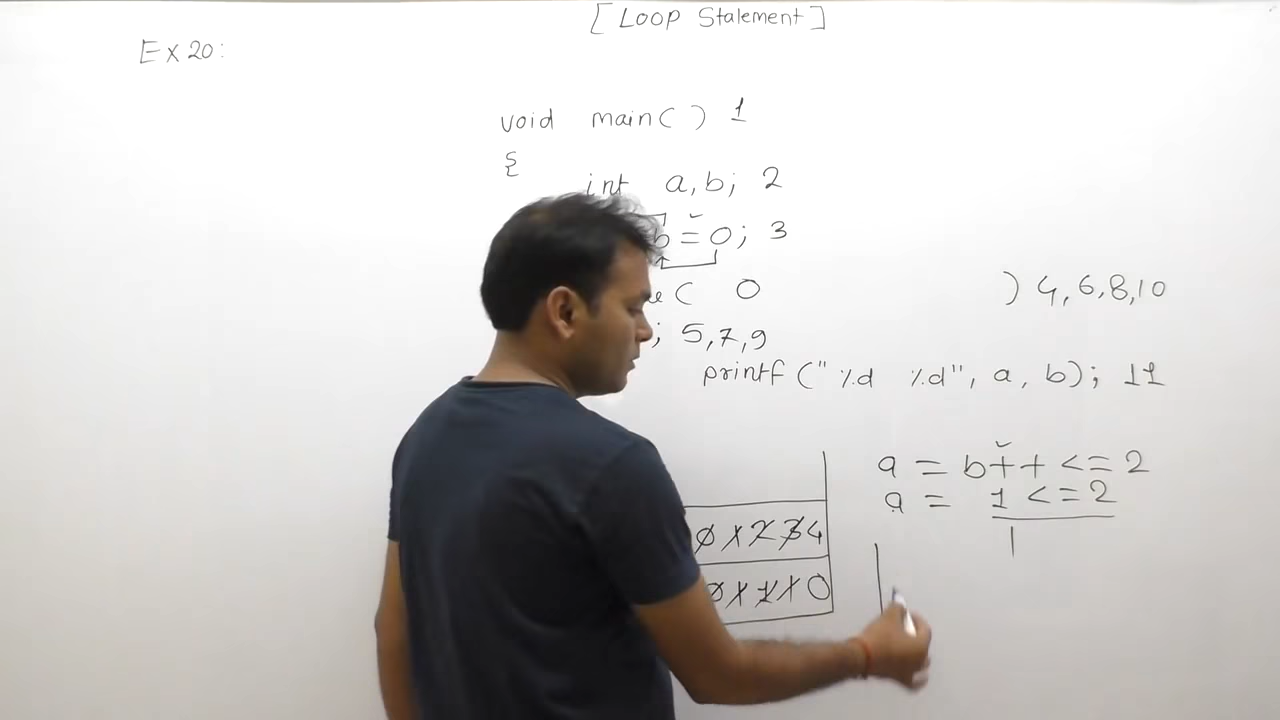 [ Loop Statement ]
Ex 20:
void main( ) 1
{
int a, b; 2
b = 0; 3
( 0 ) 4, 6, 8, 10
; 5, 7, 9
printf (" %d %d", a, b); 11
a = b++ <= 2
a = 1 <= 2
1
0 1 2 3 4
0 1 1 1 0